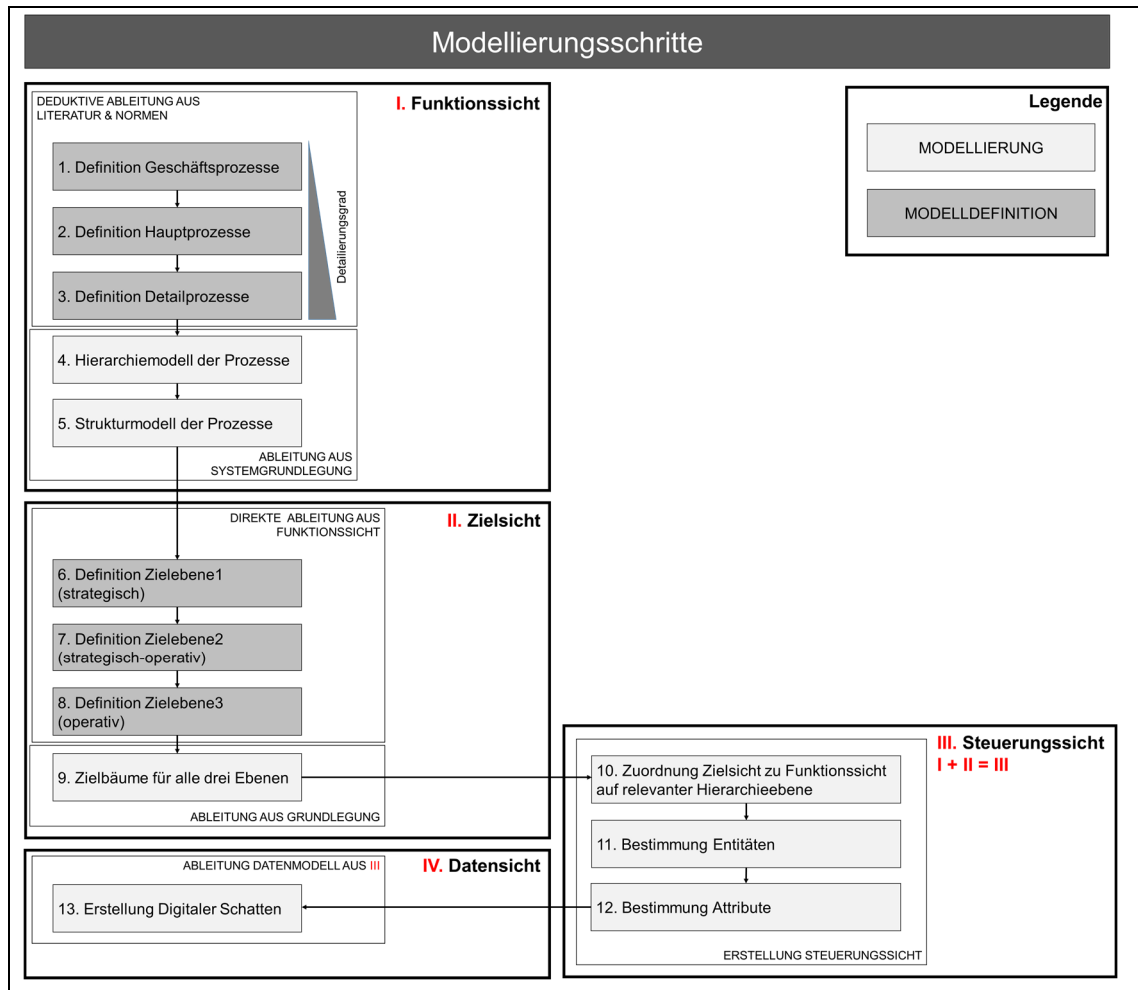 Modellierungsschritte
DEDUKTIVE ABLEITUNG AUS
LITERATUR & NORMEN
I. Funktionssicht
1. Definition Geschäftsprozesse
2. Definition Hauptprozesse
3. Definition Detailprozesse
Detailierungsgrad
4. Hierarchiemodell der Prozesse
5. Strukturmodell der Prozesse
ABLEITUNG AUS
SYSTEMGRUNDLEGUNG
Legende
MODELLIERUNG
MODELLDEFINITION
DIREKTE ABLEITUNG AUS
FUNKTIONSSICHT
II. Zielsicht
6. Definition Zielebene1
(strategisch)
7. Definition Zielebene2
(strategisch-operativ)
8. Definition Zielebene3
(operativ)
9. Zielbäume für alle drei Ebenen
ABLEITUNG AUS GRUNDLEGUNG
III. Steuerungssicht
I + II = III
10. Zuordnung Zielsicht zu Funktionssicht
auf relevanter Hierarchieebene
11. Bestimmung Entitäten
12. Bestimmung Attribute
ERSTELLUNG STEUERUNGSSICHT
ABLEITUNG DATENMODELL AUS III
IV. Datensicht
13. Erstellung Digitaler Schatten